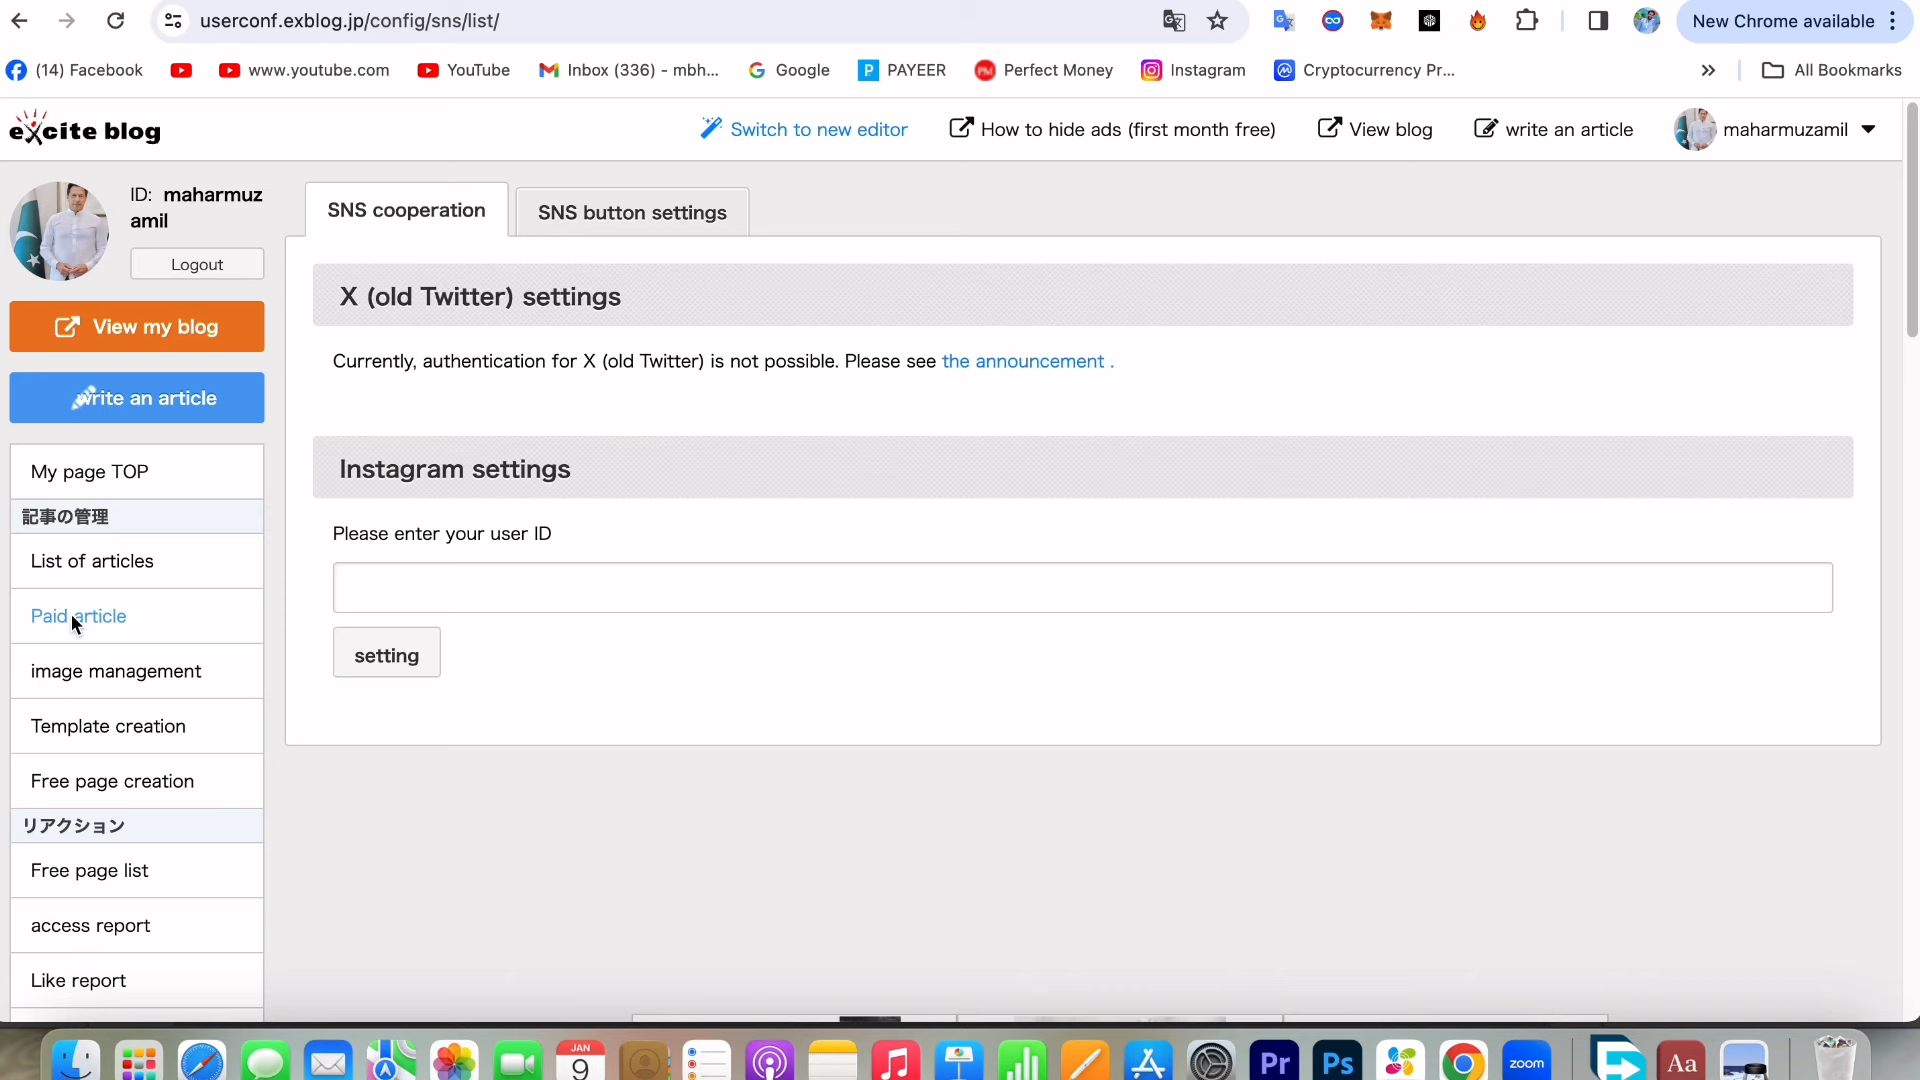 userconf.exblog.jp/config/sns/list/
New Chrome available
(14) Facebook
www.youtube.com
YouTube
Inbox (336) - mbh...
Google
PAYEER
Perfect Money
Instagram
Cryptocurrency Pr...
All Bookmarks
excite blog
Switch to new editor
How to hide ads (first month free)
View blog
write an article
maharmuzamil
ID: maharmuz
amil
Logout
View my blog
write an article
My page TOP
記事の管理
List of articles
Paid article
image management
Template creation
Free page creation
リアクション
Free page list
access report
Like report
SNS cooperation
SNS button settings
X (old Twitter) settings
Currently, authentication for X (old Twitter) is not possible. Please see the announcement .
Instagram settings
Please enter your user ID
setting
JAN
9
Pr
Ps
zoom
Aa